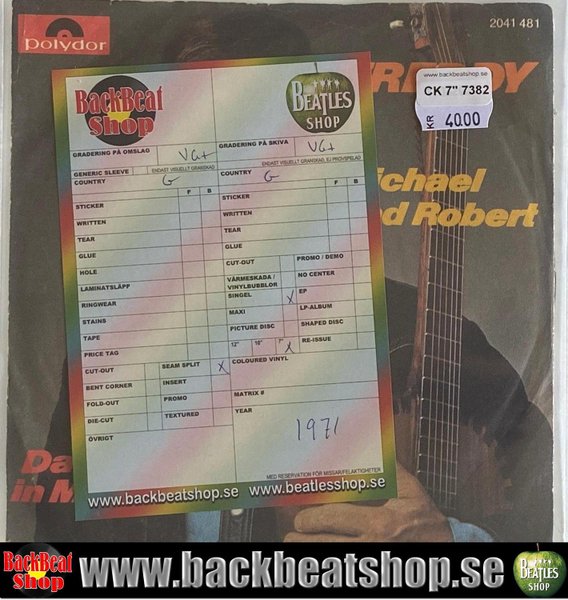 polydor
2041 481
REDDY
www.backbeatshop.se
CK 7" 7382
KR 40.00
ichael
d Robert
Da
in M
BackBeat
Shop
BEATLES
SHOP
GRADERING PÅ OMSLAG VG+
GENERIC SLEEVE ENDAST VISUELLT GRANSKAD
COUNTRY G
F B
STICKER
WRITTEN
TEAR
GLUE
HOLE
LAMINATSLÄPP
RINGWEAR
STAINS
TAPE
PRICE TAG
CUT-OUT SEAM SPLIT X
BENT CORNER INSERT
FOLD-OUT PROMO
DIE-CUT TEXTURED
ÖVRIGT
GRADERING PÅ SKIVA VG+
ENDAST VISUELLT GRANSKAD, EJ PROVSPELAD
COUNTRY G
F B
STICKER
WRITTEN
TEAR
GLUE
CUT-OUT PROMO / DEMO
VÄRMESKADA / NO CENTER
VINYLBUBBLOR
SINGEL X EP
MAXI LP-ALBUM
PICTURE DISC SHAPED DISC
12" 10" 7" X RE-ISSUE
COLOURED VINYL
MATRIX #
YEAR
1971
MED RESERVATION FÖR MISSAR/FELAKTIGHETER
www.backbeatshop.se www.beatlesshop.se
BackBeat
Shop
www.backbeatshop.se
BEATLES
SHOP